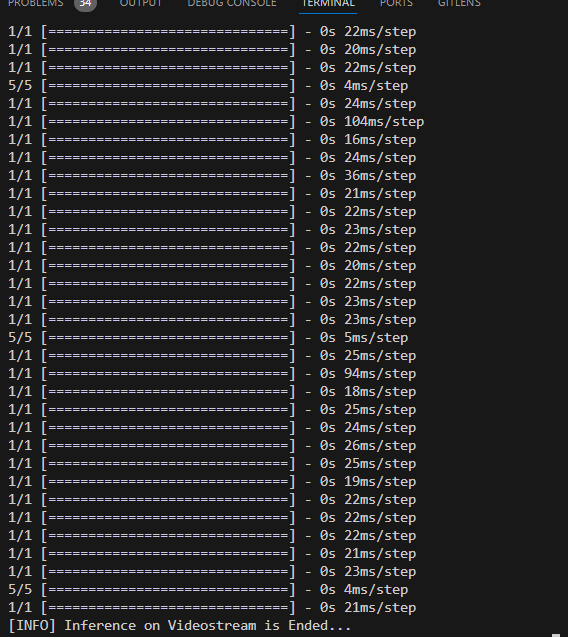 PROBLEMS 34 OUTPUT DEBUG CONSOLE TERMINAL PORTS GITLENS
1/1 [==============================] - 0s 22ms/step
1/1 [==============================] - 0s 20ms/step
1/1 [==============================] - 0s 22ms/step
5/5 [==============================] - 0s 4ms/step
1/1 [==============================] - 0s 24ms/step
1/1 [==============================] - 0s 104ms/step
1/1 [==============================] - 0s 16ms/step
1/1 [==============================] - 0s 24ms/step
1/1 [==============================] - 0s 36ms/step
1/1 [==============================] - 0s 21ms/step
1/1 [==============================] - 0s 22ms/step
1/1 [==============================] - 0s 23ms/step
1/1 [==============================] - 0s 22ms/step
1/1 [==============================] - 0s 20ms/step
1/1 [==============================] - 0s 22ms/step
1/1 [==============================] - 0s 23ms/step
1/1 [==============================] - 0s 23ms/step
5/5 [==============================] - 0s 5ms/step
1/1 [==============================] - 0s 25ms/step
1/1 [==============================] - 0s 94ms/step
1/1 [==============================] - 0s 18ms/step
1/1 [==============================] - 0s 25ms/step
1/1 [==============================] - 0s 24ms/step
1/1 [==============================] - 0s 26ms/step
1/1 [==============================] - 0s 25ms/step
1/1 [==============================] - 0s 19ms/step
1/1 [==============================] - 0s 22ms/step
1/1 [==============================] - 0s 22ms/step
1/1 [==============================] - 0s 22ms/step
1/1 [==============================] - 0s 21ms/step
1/1 [==============================] - 0s 23ms/step
5/5 [==============================] - 0s 4ms/step
1/1 [==============================] - 0s 21ms/step
[INFO] Inference on Videostream is Ended...